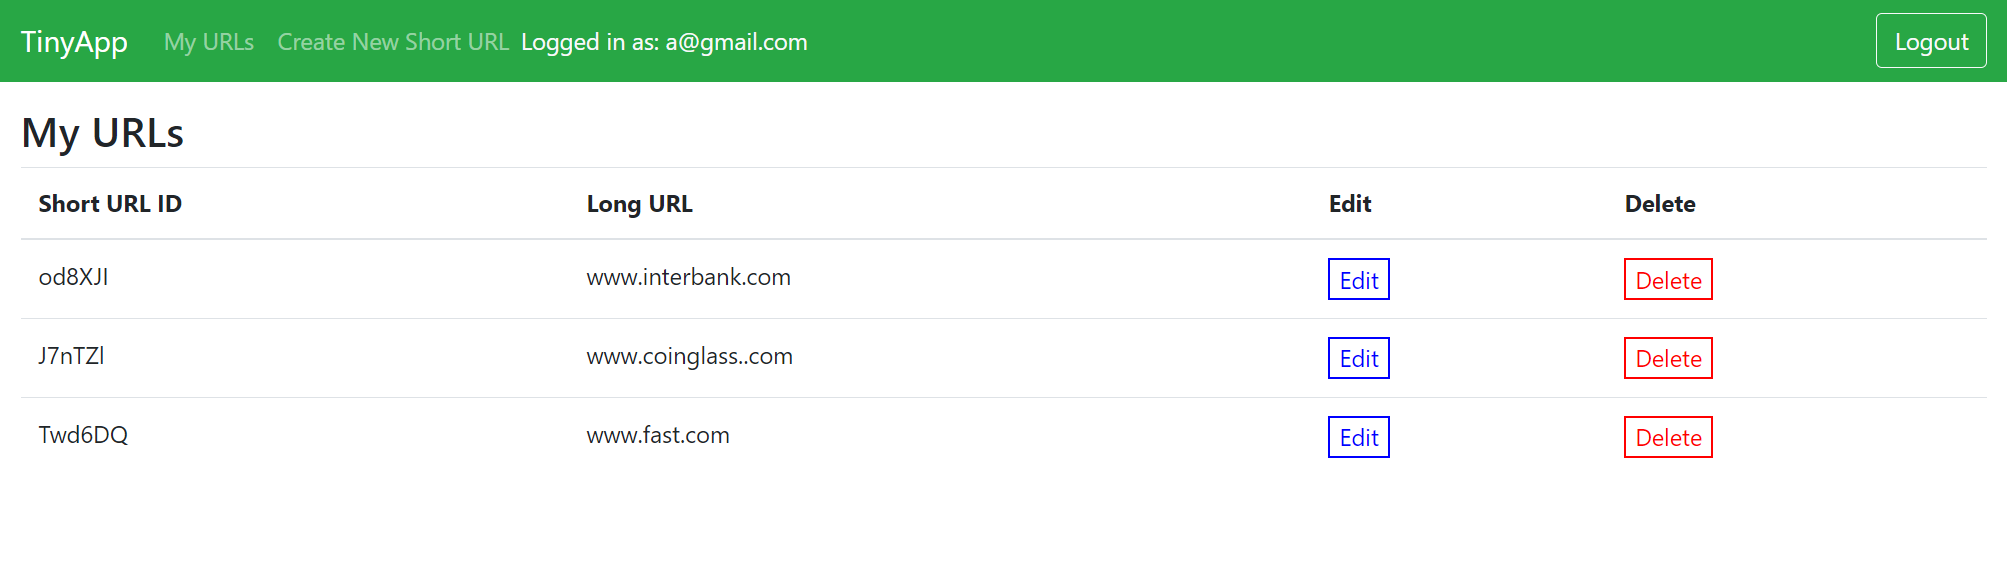 TinyApp My URLs Create New Short URL Logged in as: a@gmail.com Logout
My URLs
Short URL ID Long URL Edit Delete
od8XJI www.interbank.com Edit Delete
J7nTZl www.coinglass..com Edit Delete
Twd6DQ www.fast.com Edit Delete